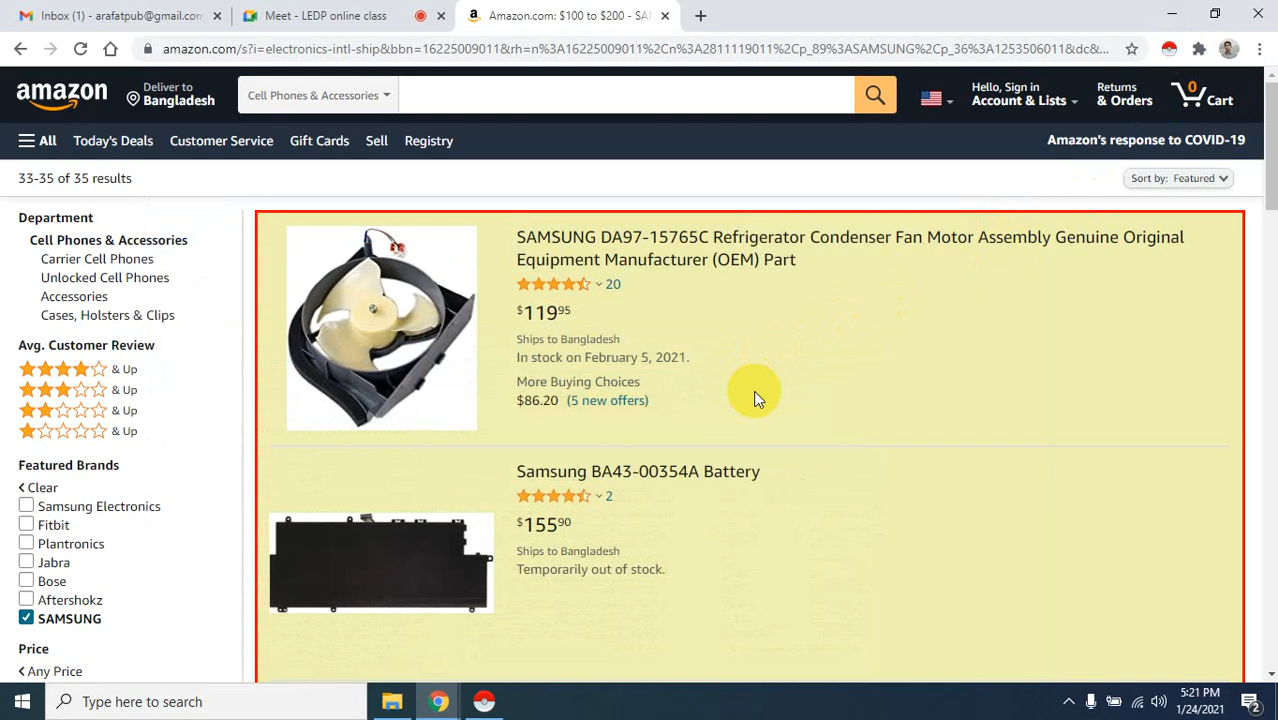 Inbox (1) - arafatpub@gmail.com
Meet - LEDP online class
Amazon.com: $100 to $200 - SA
amazon.com/s?i=electronics-intl-ship&bbn=16225009011&rh=n%3A16225009011%2Cn%3A2811119011%2Cp_89%3ASAMSUNG%2Cp_36%3A1253506011&dc&...
amazon
Deliver to
Bangladesh
Cell Phones & Accessories
Hello, Sign in
Account & Lists
Returns
& Orders
0
Cart
All
Today's Deals
Customer Service
Gift Cards
Sell
Registry
Amazon's response to COVID-19
33-35 of 35 results
Sort by: Featured
Department
Cell Phones & Accessories
Carrier Cell Phones
Unlocked Cell Phones
Accessories
Cases, Holsters & Clips
Avg. Customer Review
& Up
& Up
& Up
& Up
Featured Brands
Clear
Samsung Electronics
Fitbit
Plantronics
Jabra
Bose
Aftershokz
SAMSUNG
Price
Any Price
SAMSUNG DA97-15765C Refrigerator Condenser Fan Motor Assembly Genuine Original
Equipment Manufacturer (OEM) Part
20
$11995
Ships to Bangladesh
In stock on February 5, 2021.
More Buying Choices
$86.20 (5 new offers)
Samsung BA43-00354A Battery
2
$15590
Ships to Bangladesh
Temporarily out of stock.
Type here to search
5:21 PM
1/24/2021
2